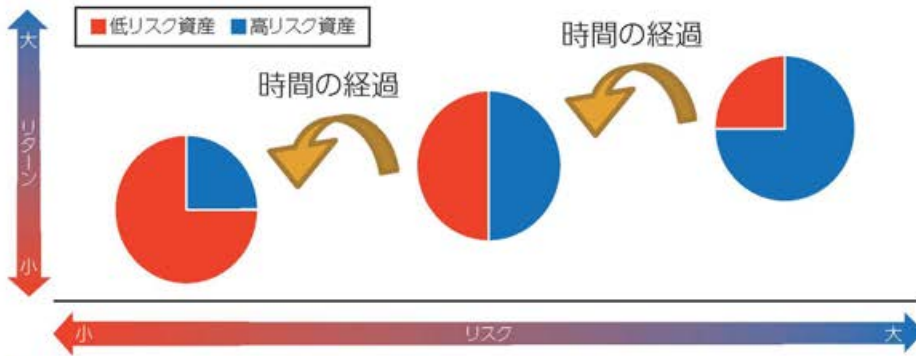 低リスク資産 高リスク資産
時間の経過
時間の経過
大
リターン
小
小
リスク
大